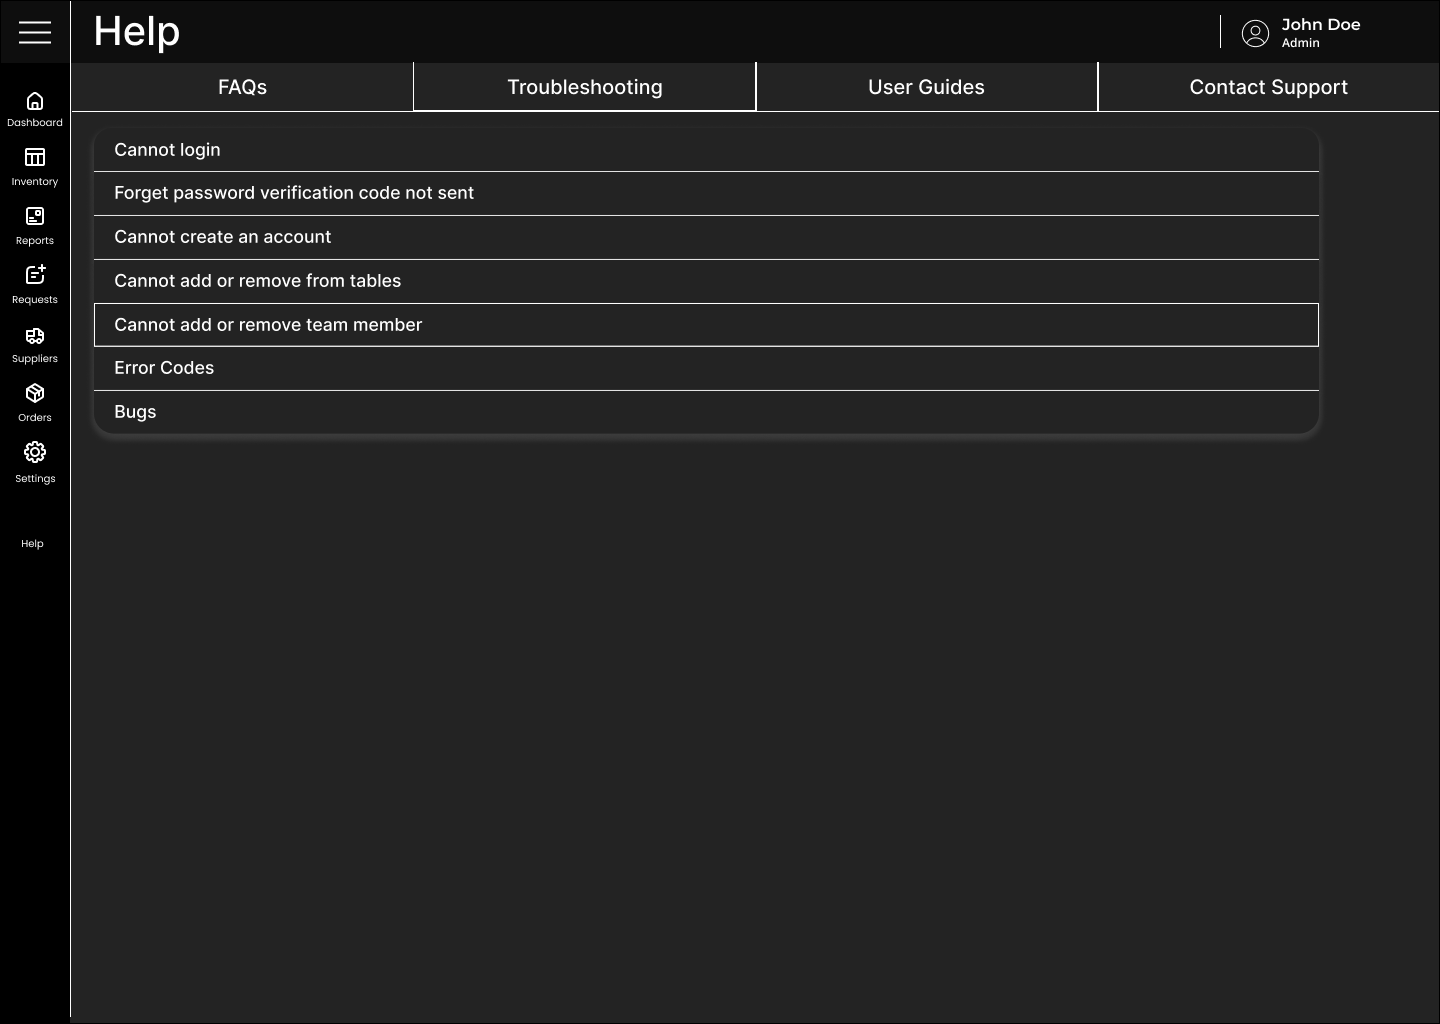 Help
John Doe
Admin
FAQs
Troubleshooting
User Guides
Contact Support
Dashboard
Inventory
Reports
Requests
Suppliers
Orders
Settings
Help
Cannot login
Forget password verification code not sent
Cannot create an account
Cannot add or remove from tables
Cannot add or remove team member
Error Codes
Bugs